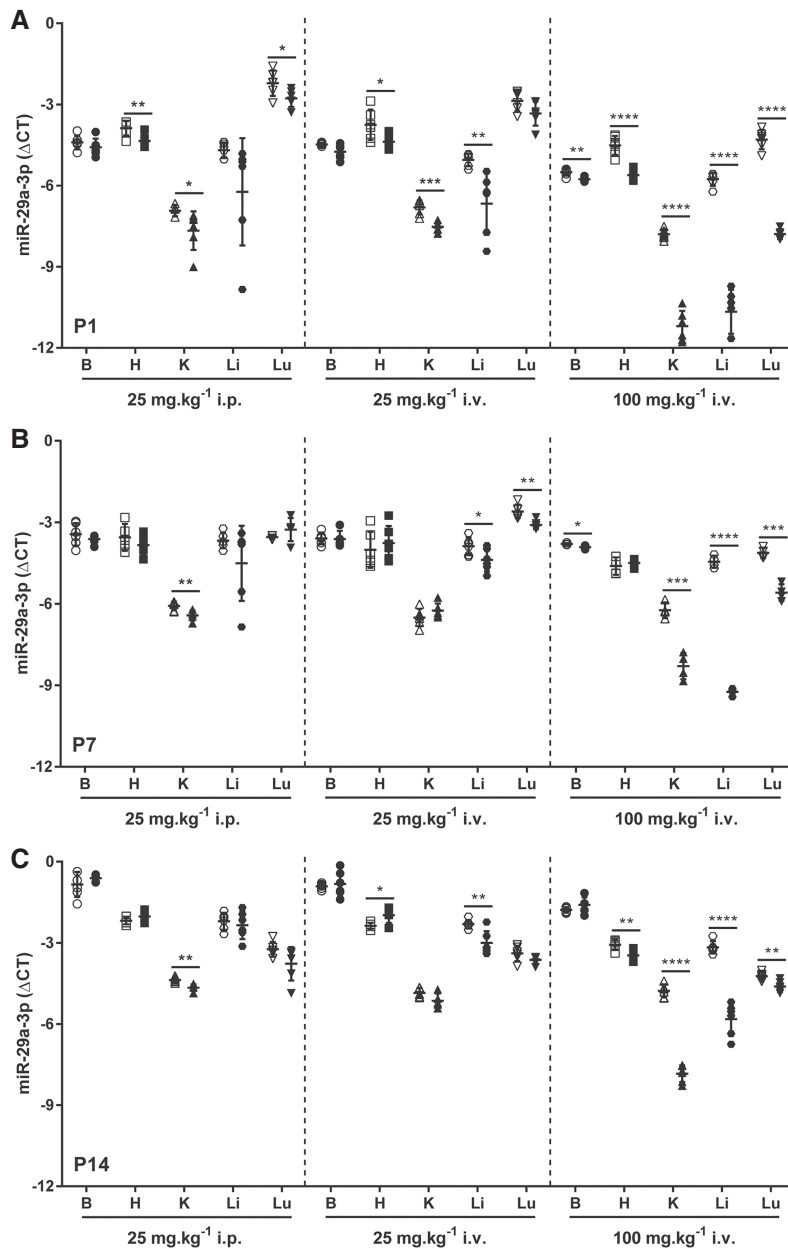 A
miR-29a-3p (ΔCT)
0
-3
-6
-9
-12
** * * * *** ** ** **** **** **** ****
P1
B H K Li Lu B H K Li Lu B H K Li Lu
25 mg.kg⁻¹ i.p. 25 mg.kg⁻¹ i.v. 100 mg.kg⁻¹ i.v.
B
miR-29a-3p (ΔCT)
0
-3
-6
-9
-12
** * ** * *** **** ***
P7
B H K Li Lu B H K Li Lu B H K Li Lu
25 mg.kg⁻¹ i.p. 25 mg.kg⁻¹ i.v. 100 mg.kg⁻¹ i.v.
C
miR-29a-3p (ΔCT)
0
-3
-6
-9
-12
** * ** ** **** **** **
P14
B H K Li Lu B H K Li Lu B H K Li Lu
25 mg.kg⁻¹ i.p. 25 mg.kg⁻¹ i.v. 100 mg.kg⁻¹ i.v.